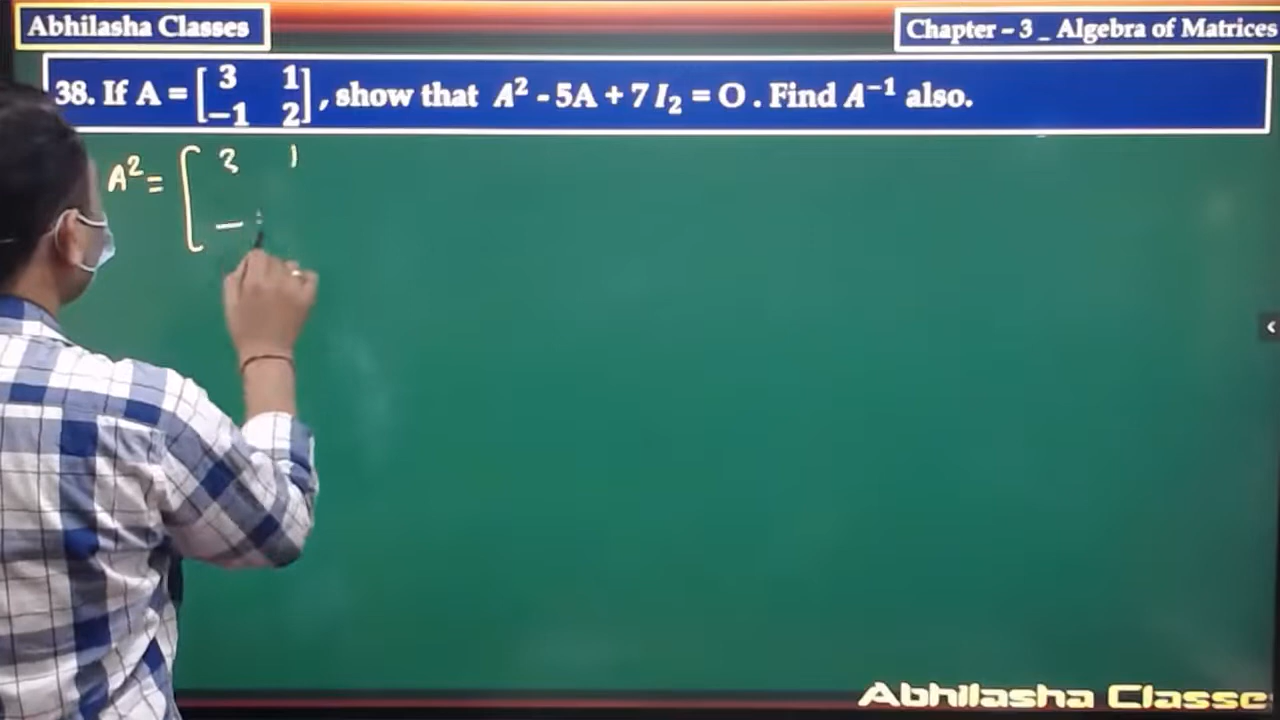 Abhilasha Classes
Chapter – 3 _ Algebra of Matrices
38. If A = [3 1
−1 2], show that A² - 5A + 7 I₂ = O . Find A⁻¹ also.
A² = [ 3 1
—
Abhilasha Classe